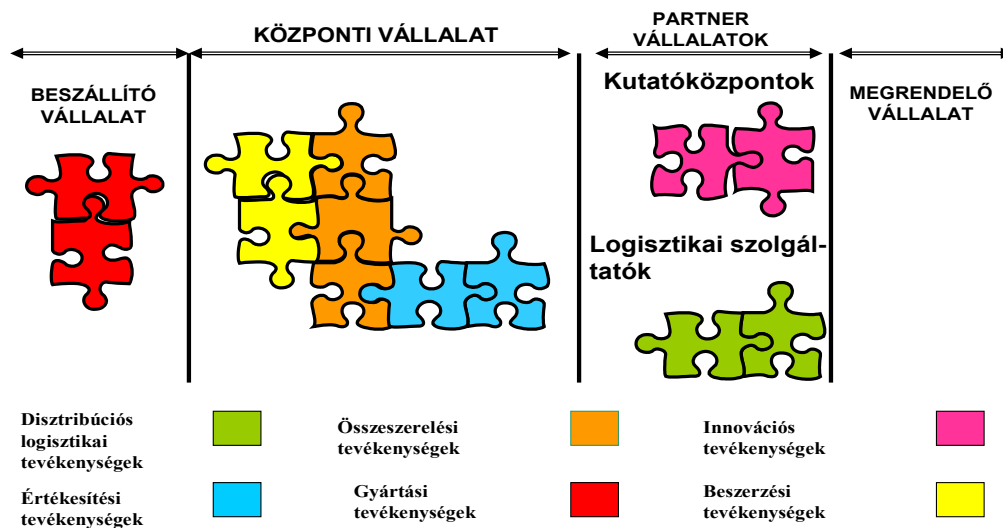 KÖZPONTI VÁLLALAT
PARTNER
VÁLLALATOK
BESZÁLLÍTÓ
VÁLLALAT
Kutatóközpontok
MEGRENDELŐ
VÁLLALAT
Logisztikai szolgál-
tatók
Disztribúciós
logisztikai
tevékenységek
Összeszerelési
tevékenységek
Innovációs
tevékenységek
Értékesítési
tevékenységek
Gyártási
tevékenységek
Beszerzési
tevékenységek